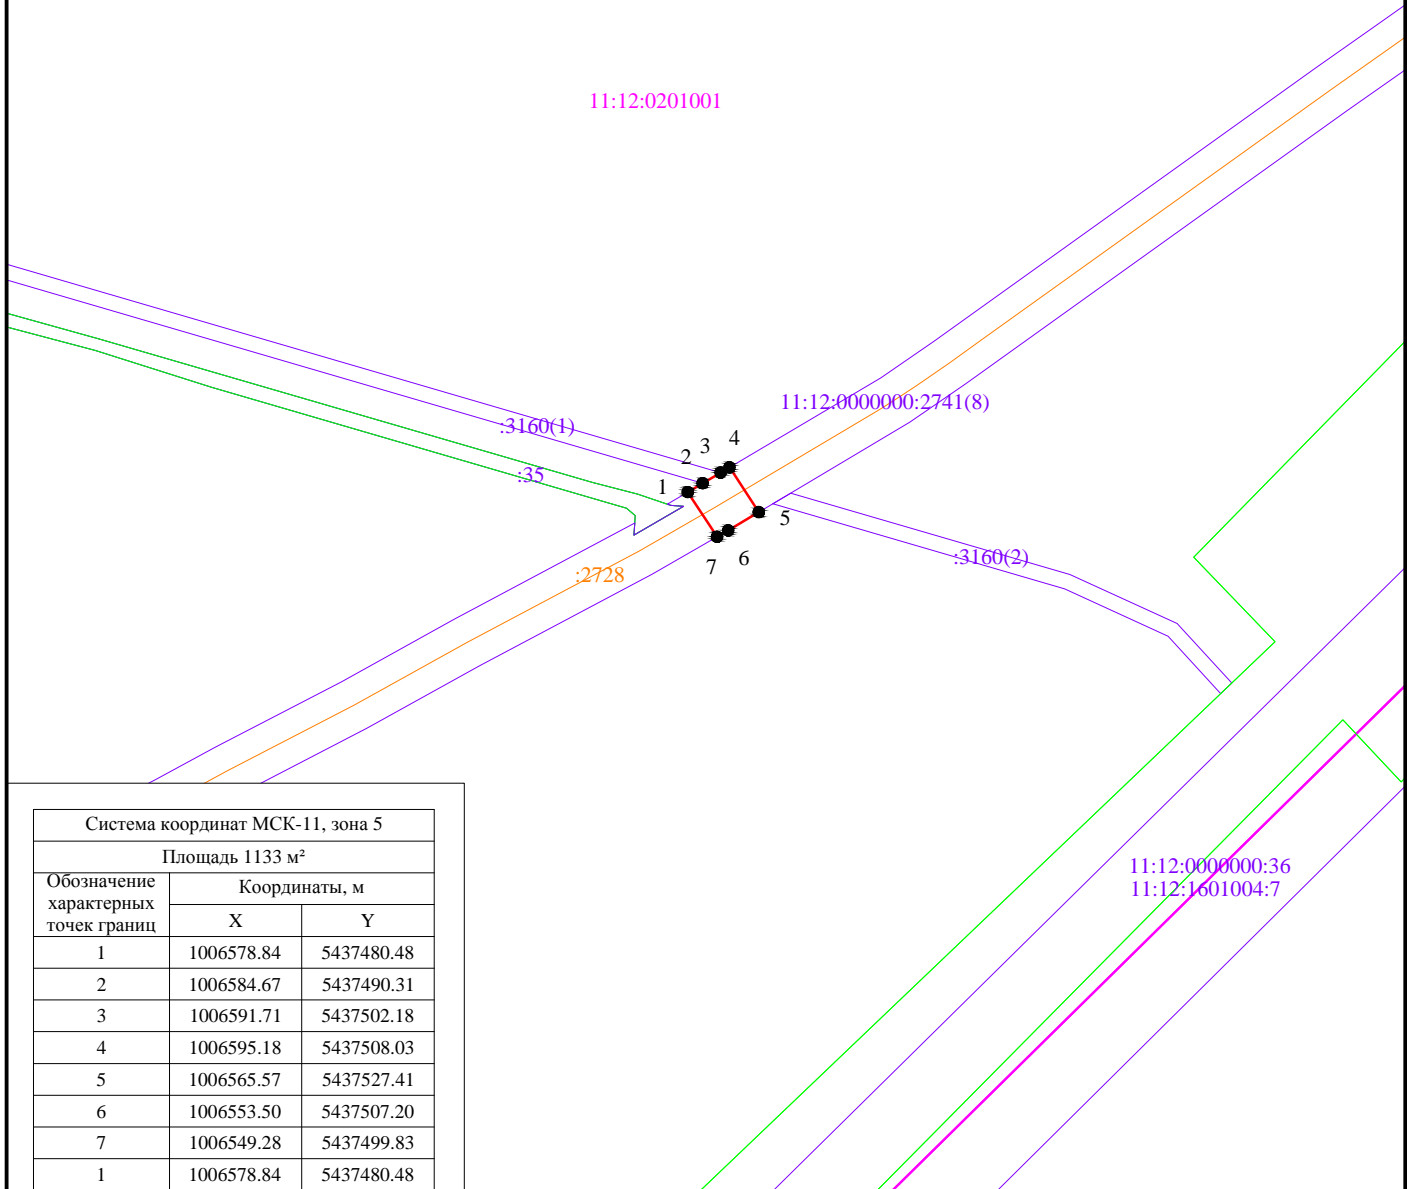 11:12:0201001
11:12:0000000:2741(8)
:3160(1)
:35
1
2
3
4
5
6
7
:3160(2)
:2728
11:12:0000000:36
11:12:1601004:7
Система координат МСК-11, зона 5
Площадь 1133 м²
Обозначение характерных точек границ
Координаты, м
X Y
1 1006578.84 5437480.48
2 1006584.67 5437490.31
3 1006591.71 5437502.18
4 1006595.18 5437508.03
5 1006565.57 5437527.41
6 1006553.50 5437507.20
7 1006549.28 5437499.83
1 1006578.84 5437480.48